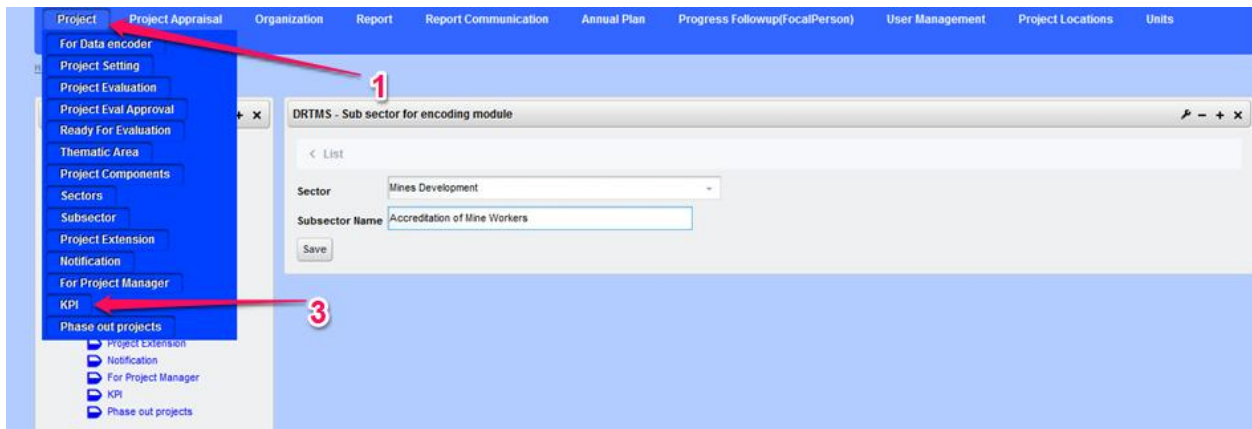 Project Project Appraisal Organization Report Report Communication Annual Plan Progress Followup(FocalPerson) User Management Project Locations Units
For Data encoder
Project Setting
Project Evaluation
1
Project Eval Approval
+ ×
DRTMS - Sub sector for encoding module
- + ×
Ready For Evaluation
Thematic Area
< List
Project Components
Sectors
Sector Mines Development
Subsector
Subsector Name Accreditation of Mine Workers
Project Extension
Save
Notification
For Project Manager
KPI
3
Phase out projects
Project Extension
Notification
For Project Manager
KPI
Phase out projects